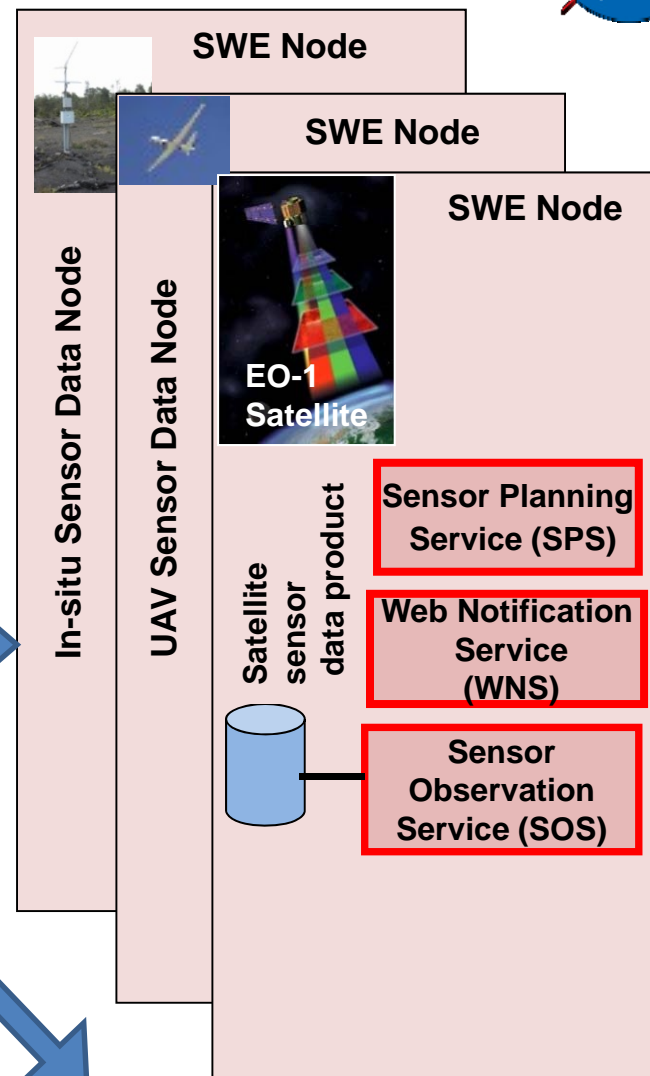 SWE Node
In-situ Sensor Data Node
SWE Node
UAV Sensor Data Node
SWE Node
EO-1
Satellite
Satellite
sensor
data product
Sensor Planning
Service (SPS)
Web Notification
Service
(WNS)
Sensor
Observation
Service (SOS)